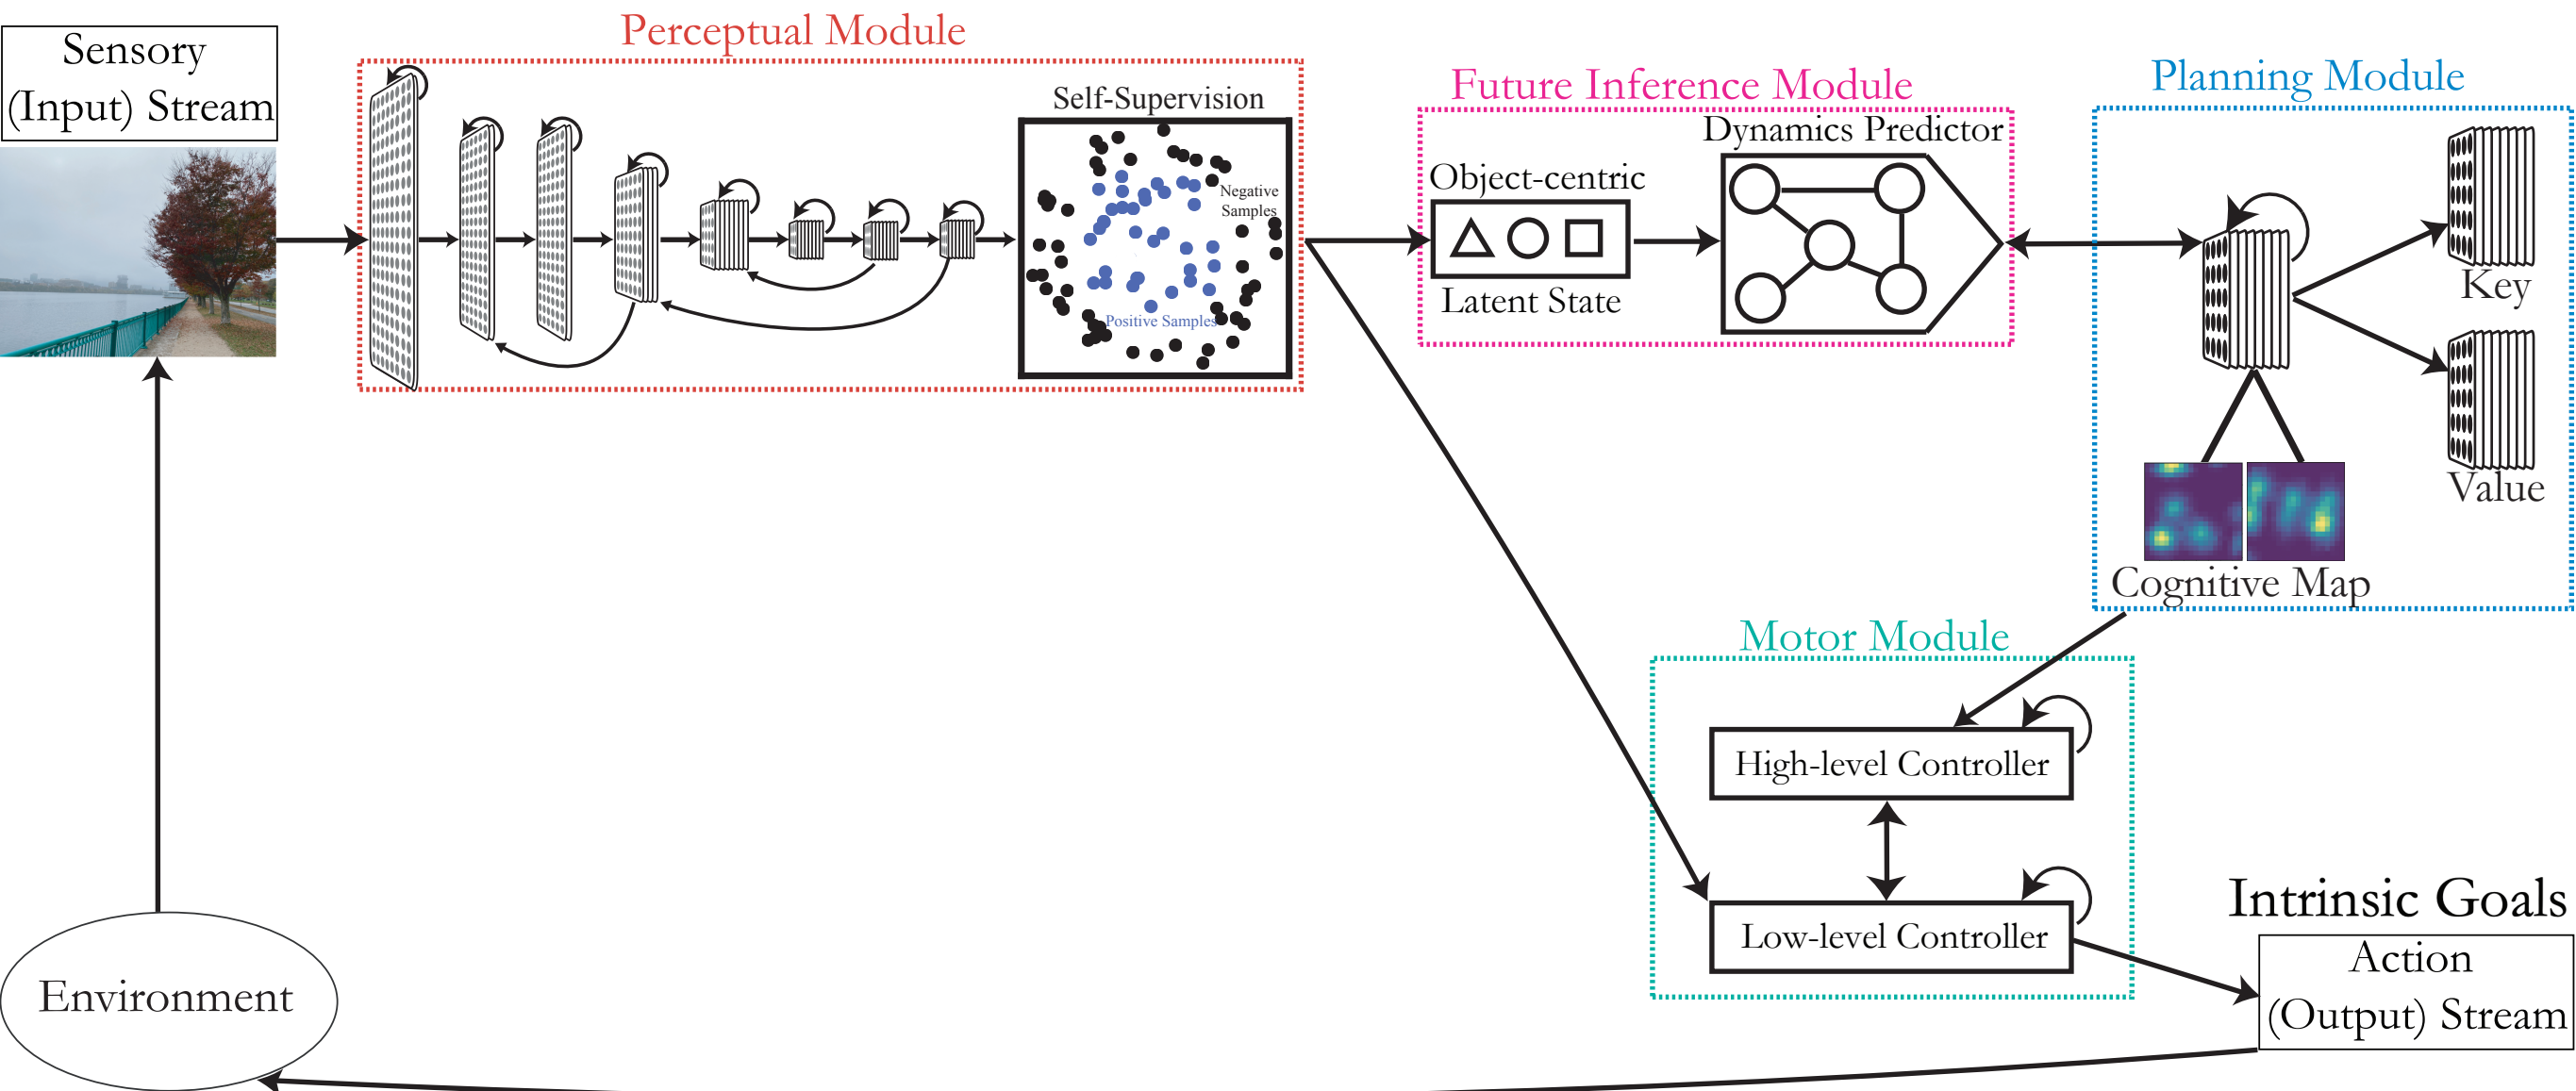 Sensory
(Input) Stream
Perceptual Module
Self-Supervision
Negative
Samples
Positive Samples
Future Inference Module
Dynamics Predictor
Object-centric
Latent State
Planning Module
Key
Value
Cognitive Map
Motor Module
High-level Controller
Low-level Controller
Intrinsic Goals
Action
(Output) Stream
Environment